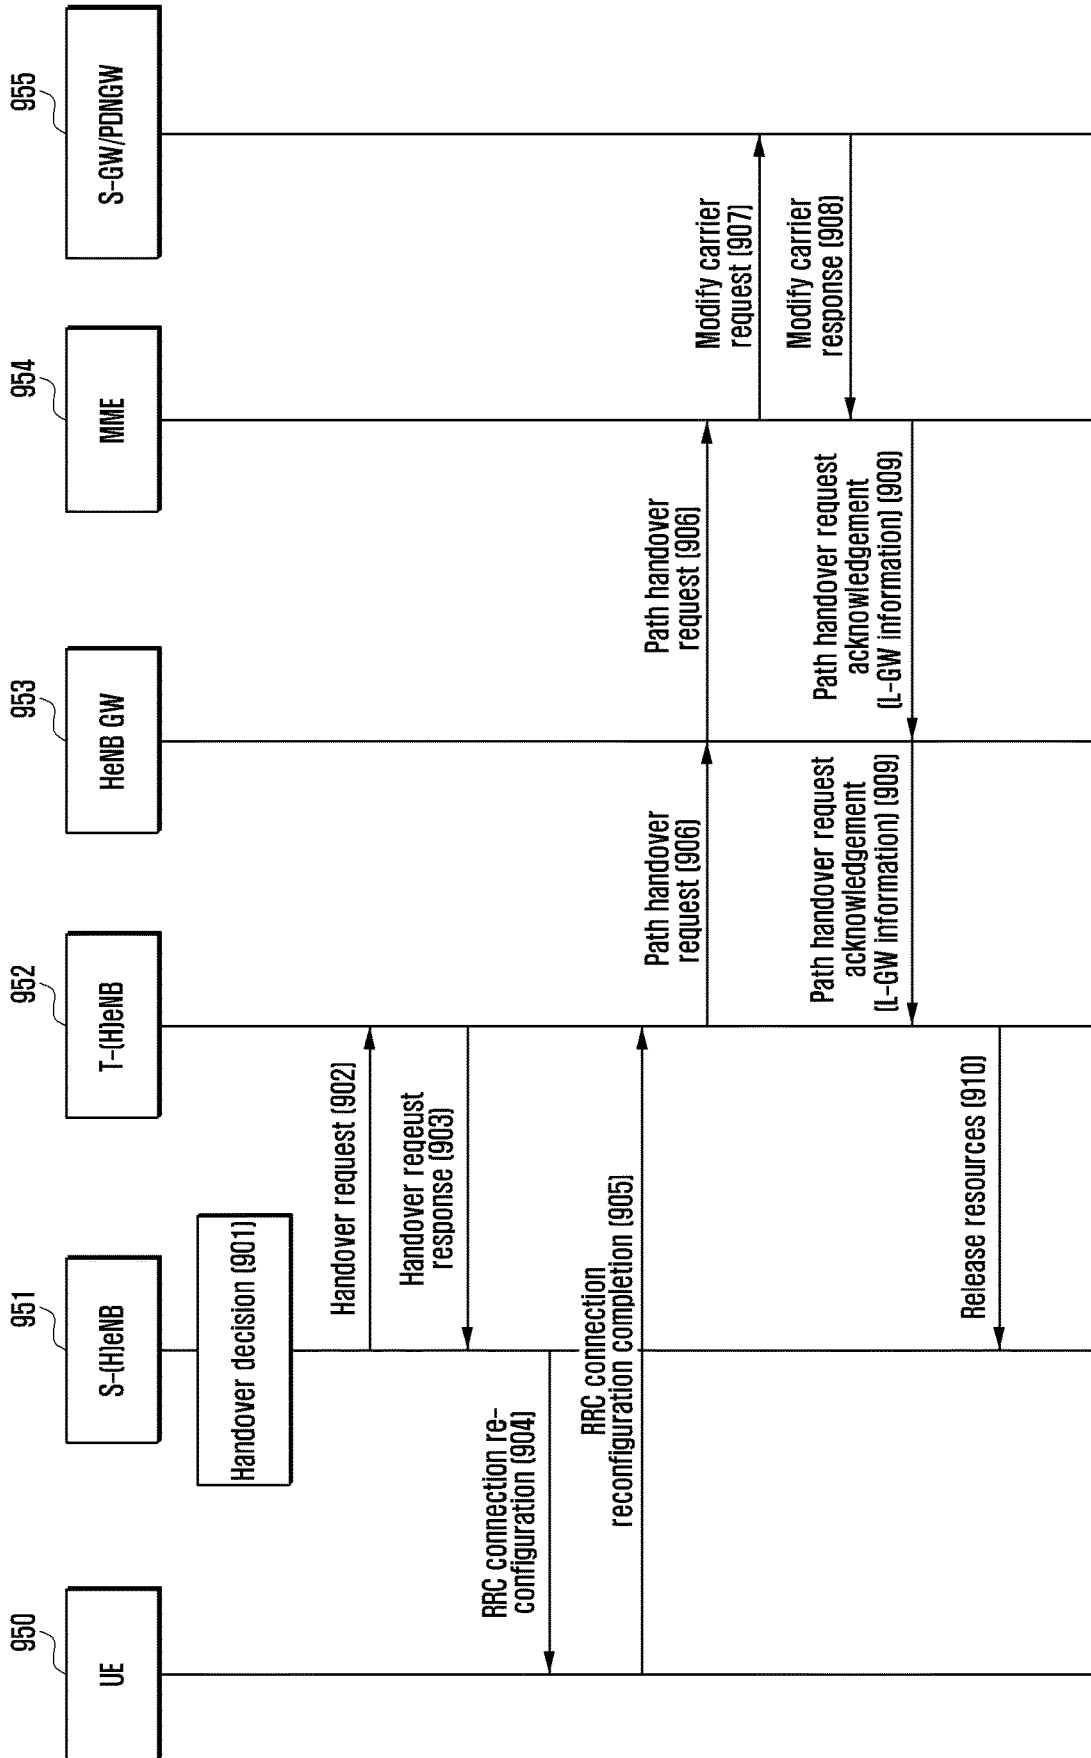 950
951
952
953
954
955
UE
S-(H)eNB
T-(H)eNB
HeNB GW
MME
S-GW/PDNGW
Handover decision (901)
Handover request (902)
Handover reqeust
response (903)
RRC connection re-
configuration (904)
RRC connection
reconfiguration completion (905)
Path handover
request (906)
Path handover
request (906)
Modify carrier
request (907)
Modify carrier
response (908)
Path handover request
acknowledgement
(L-GW information) (909)
Path handover request
acknowledgement
(L-GW information) (909)
Release resources (910)